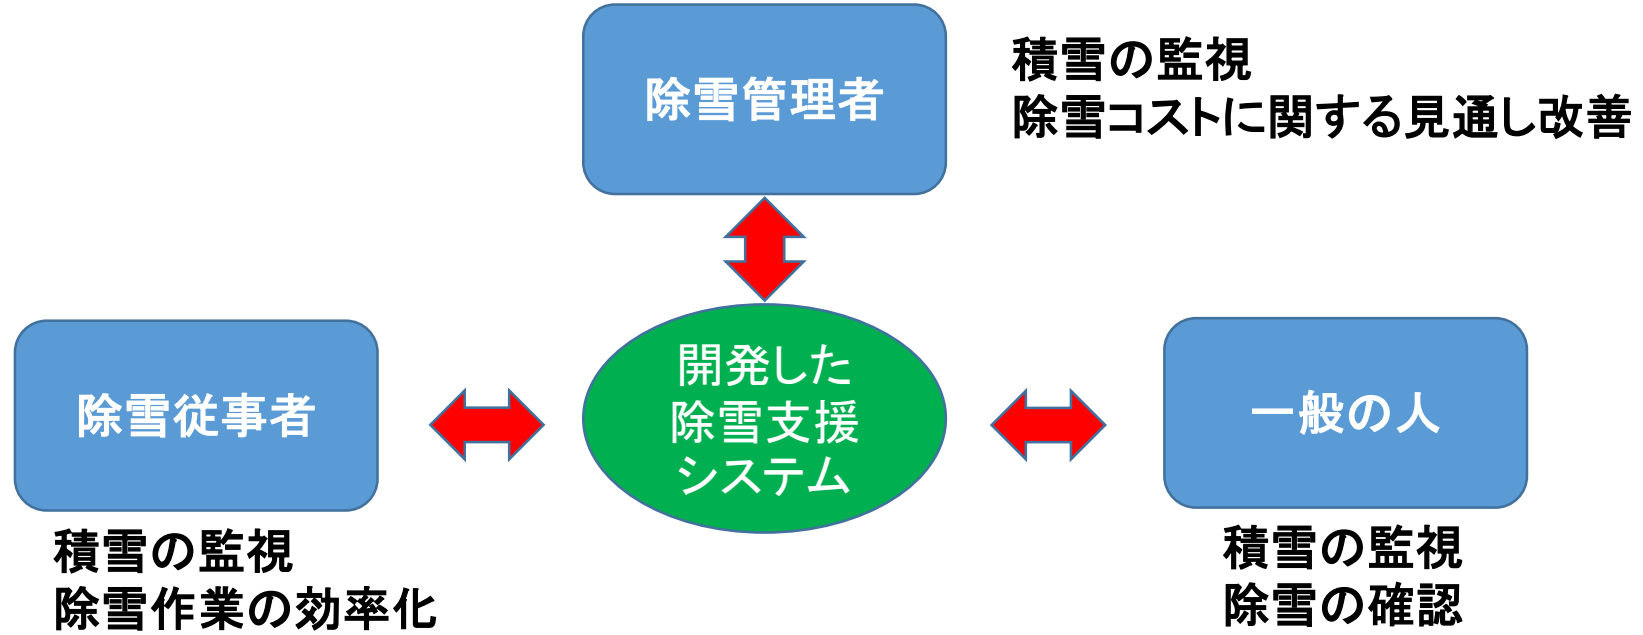 除雪管理者
積雪の監視
除雪コストに関する見通し改善
除雪従事者
開発した
除雪支援
システム
一般の人
積雪の監視
除雪作業の効率化
積雪の監視
除雪の確認